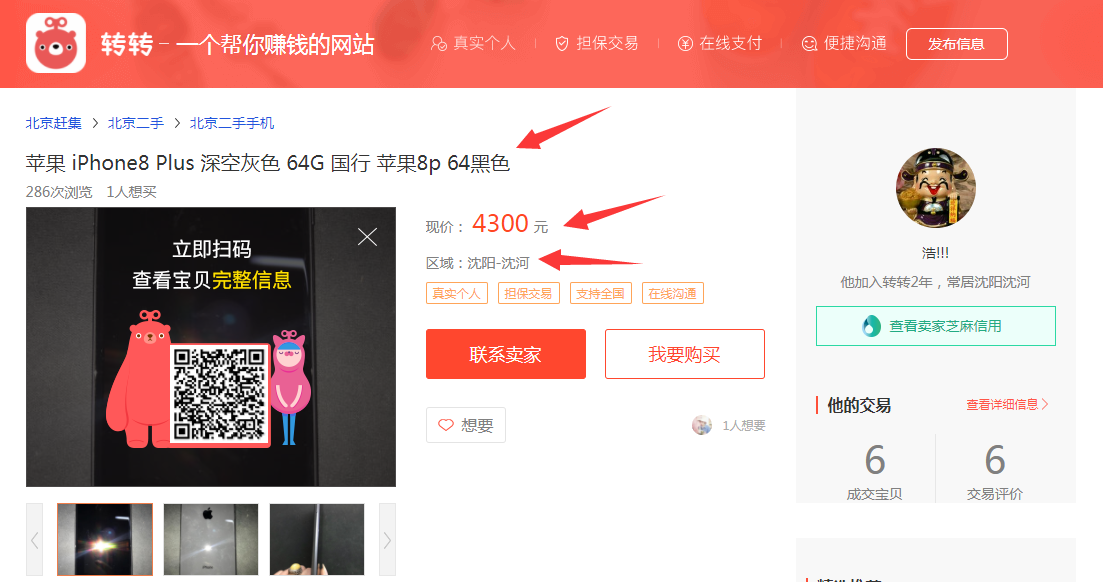 转转 – 一个帮你赚钱的网站
真实个人
担保交易
在线支付
便捷沟通
发布信息
北京赶集 > 北京二手 > 北京二手手机
苹果 iPhone8 Plus 深空灰色 64G 国行 苹果8p 64黑色
286次浏览 1人想买
立即扫码
查看宝贝完整信息
现价： 4300 元
区域：沈阳-沈河
真实个人
担保交易
支持全国
在线沟通
联系卖家
我要购买
想要
1人想要
浩!!!
他加入转转2年，常居沈阳沈河
查看卖家芝麻信用
他的交易
查看详细信息 >
6
成交宝贝
6
交易评价